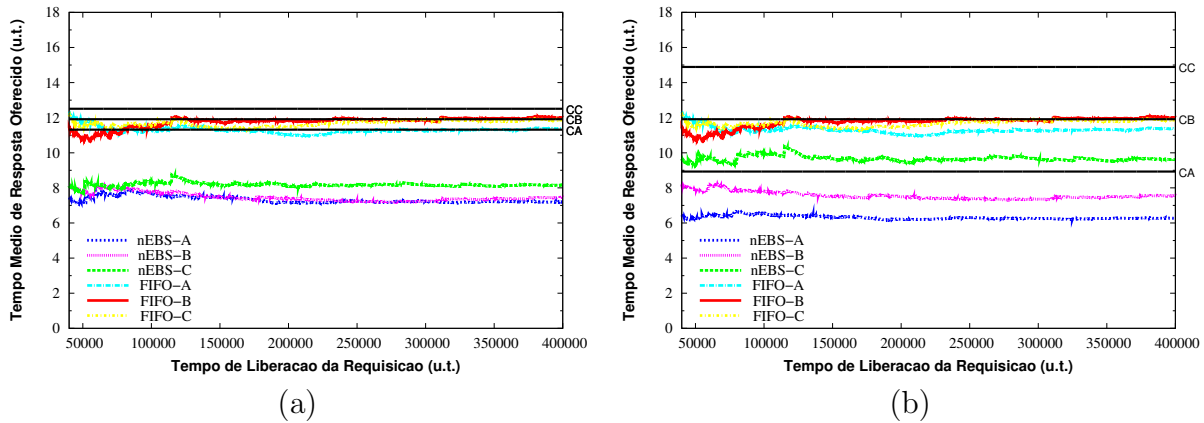 Tempo Medio de Resposta Oferecido (u.t.)
18
16
14
12
10
8
6
4
2
0
CC
CB
CA
nEBS-A
nEBS-B
nEBS-C
FIFO-A
FIFO-B
FIFO-C
50000 100000 150000 200000 250000 300000 350000 400000
Tempo de Liberacao da Requisicao (u.t.)
(a)
Tempo Medio de Resposta Oferecido (u.t.)
18
16
14
12
10
8
6
4
2
0
CC
CB
CA
nEBS-A
nEBS-B
nEBS-C
FIFO-A
FIFO-B
FIFO-C
50000 100000 150000 200000 250000 300000 350000 400000
Tempo de Liberacao da Requisicao (u.t.)
(b)